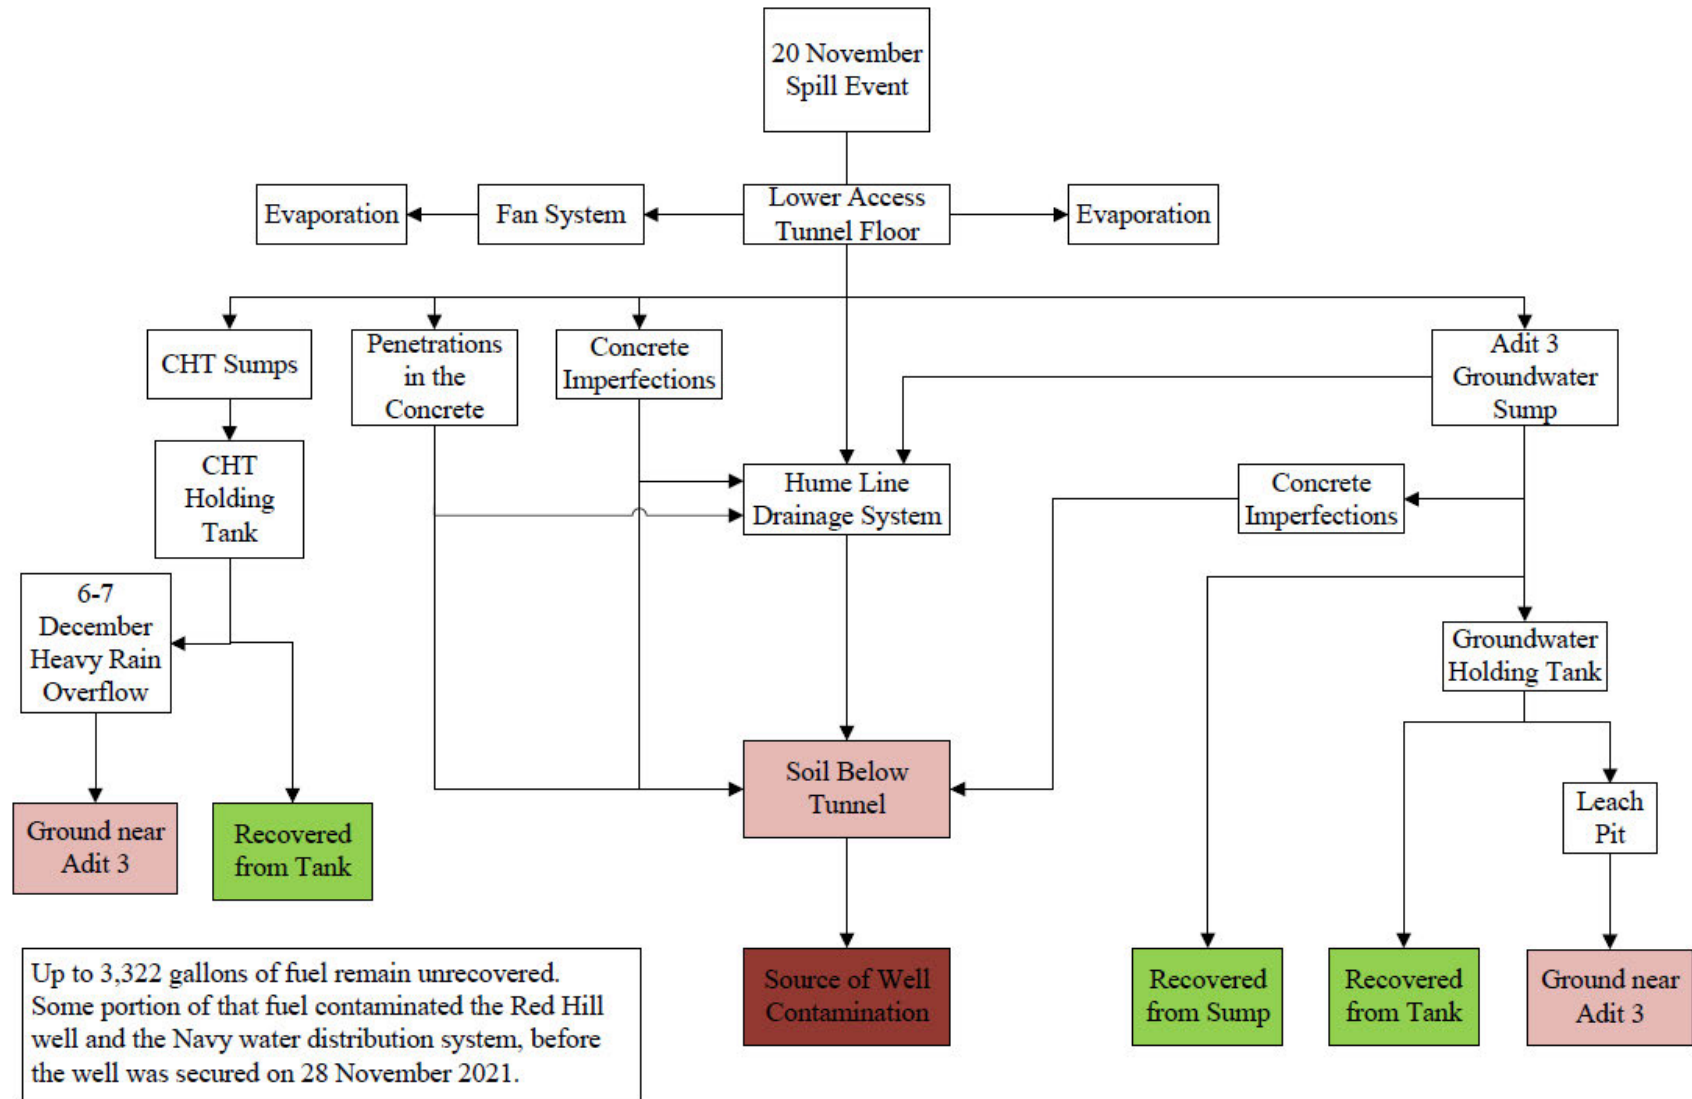 20 November
Spill Event
Evaporation
Fan System
Lower Access
Tunnel Floor
Evaporation
CHT Sumps
Penetrations
in the
Concrete
Concrete
Imperfections
Adit 3
Groundwater
Sump
CHT
Holding
Tank
Hume Line
Drainage System
Concrete
Imperfections
6-7
December
Heavy Rain
Overflow
Groundwater
Holding Tank
Soil Below
Tunnel
Leach
Pit
Ground near
Adit 3
Recovered
from Tank
Source of Well
Contamination
Recovered
from Sump
Recovered
from Tank
Ground near
Adit 3
Up to 3,322 gallons of fuel remain unrecovered.
Some portion of that fuel contaminated the Red Hill
well and the Navy water distribution system, before
the well was secured on 28 November 2021.